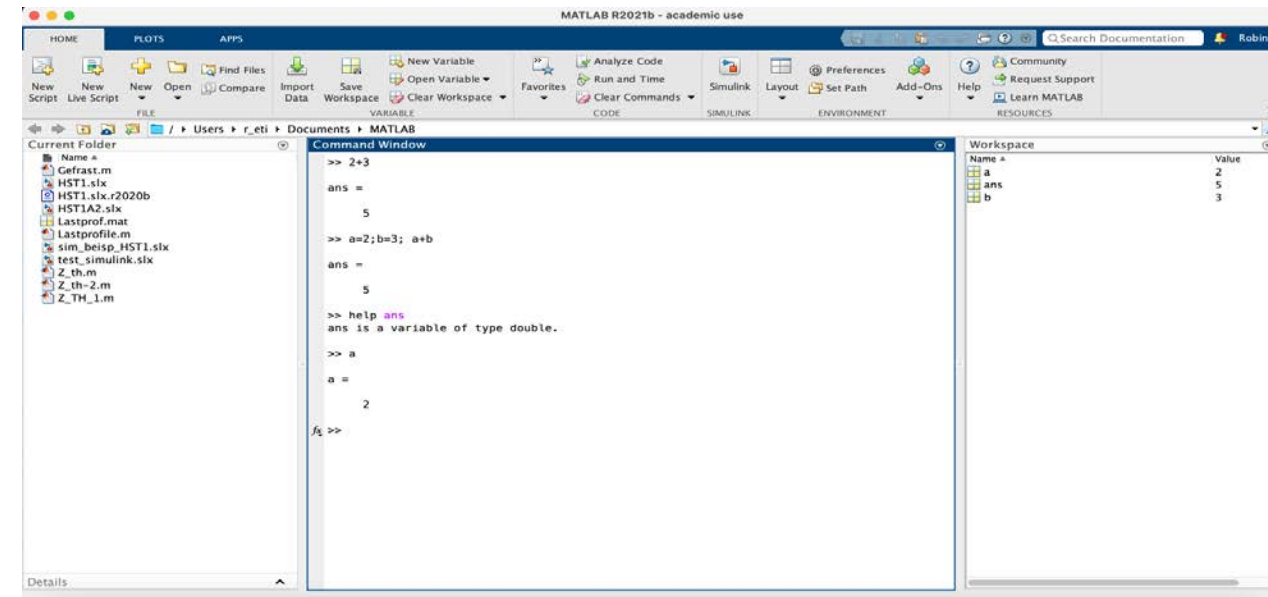 MATLAB R2021b - academic use
HOME PLOTS APPS
Search Documentation Robin
New Script
New Live Script
New
Open
Find Files
Compare
Import Data
Save Workspace
New Variable
Open Variable
Clear Workspace
Favorites
Analyze Code
Run and Time
Clear Commands
Simulink
Layout
Preferences
Set Path
Add-Ons
Help
Community
Request Support
Learn MATLAB
FILE VARIABLE CODE SIMULINK ENVIRONMENT RESOURCES
/ Users r_eti Documents MATLAB
Current Folder
Name
Gefrast.m
HST1.slx
HST1.slx.r2020b
HST1A2.slx
Lastprof.mat
Lastprofile.m
sim_beisp_HST1.slx
test_simulink.slx
Z_th.m
Z_th-2.m
Z_TH_1.m
Details
Command Window
>> 2+3
ans =
5
>> a=2;b=3; a+b
ans =
5
>> help ans
ans is a variable of type double.
>> a
a =
2
fx >>
Workspace
Name Value
a 2
ans 5
b 3